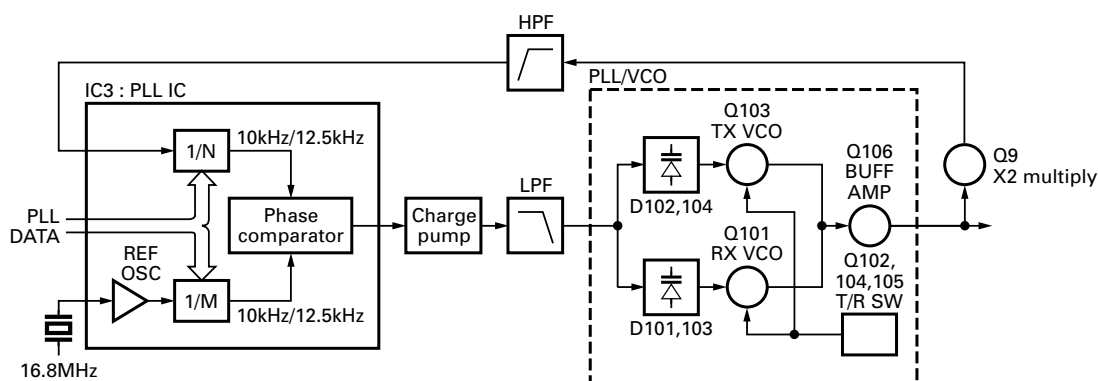 HPF
IC3 : PLL IC
PLL/VCO
1/N
10kHz/12.5kHz
Q103
TX VCO
Q106
BUFF
AMP
Q9
X2 multiply
LPF
D102,104
PLL
DATA
Phase
comparator
Charge
pump
REF
OSC
Q101
RX VCO
Q102,
104,105
T/R SW
1/M
10kHz/12.5kHz
D101,103
16.8MHz